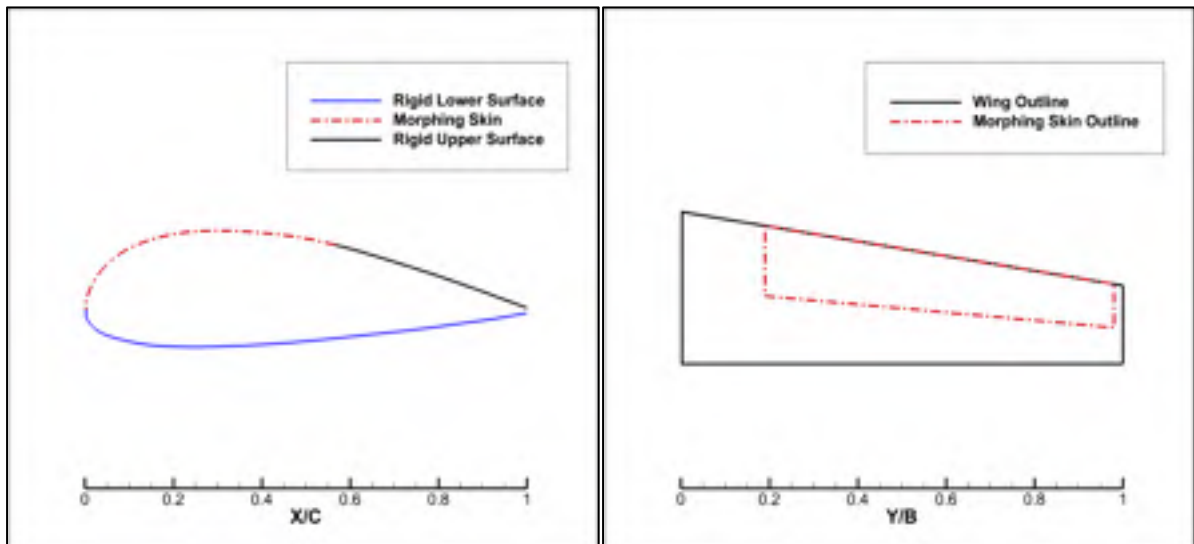 Rigid Lower Surface
Morphing Skin
Rigid Upper Surface
0 0.2 0.4 0.6 0.8 1
X/C
Wing Outline
Morphing Skin Outline
0 0.2 0.4 0.6 0.8 1
Y/B